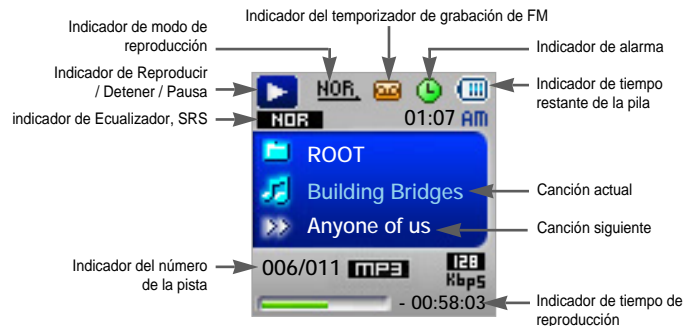 Indicador del temporizador de grabación de FM
Indicador de modo de
reproducción
Indicador de alarma
Indicador de Reproducir
/ Detener / Pausa
Indicador de tiempo
restante de la pila
indicador de Ecualizador, SRS
NOR.
NOR
01:07 AM
ROOT
Building Bridges
Canción actual
Anyone of us
Canción siguiente
Indicador del número
de la pista
006/011 MP3
128
Kbps
- 00:58:03
Indicador de tiempo de
reproducción